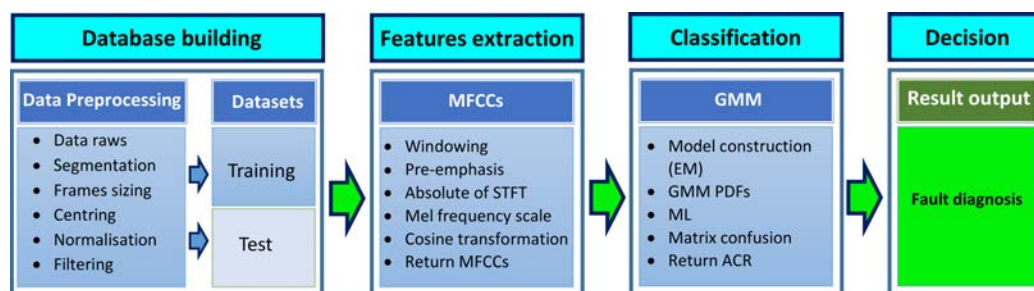 Database building
Data Preprocessing
Data raws
Segmentation
Frames sizing
Centring
Normalisation
Filtering
Datasets
Training
Test
Features extraction
MFCCs
Windowing
Pre-emphasis
Absolute of STFT
Mel frequency scale
Cosine transformation
Return MFCCs
Classification
GMM
Model construction
(EM)
GMM PDFs
ML
Matrix confusion
Return ACR
Decision
Result output
Fault diagnosis